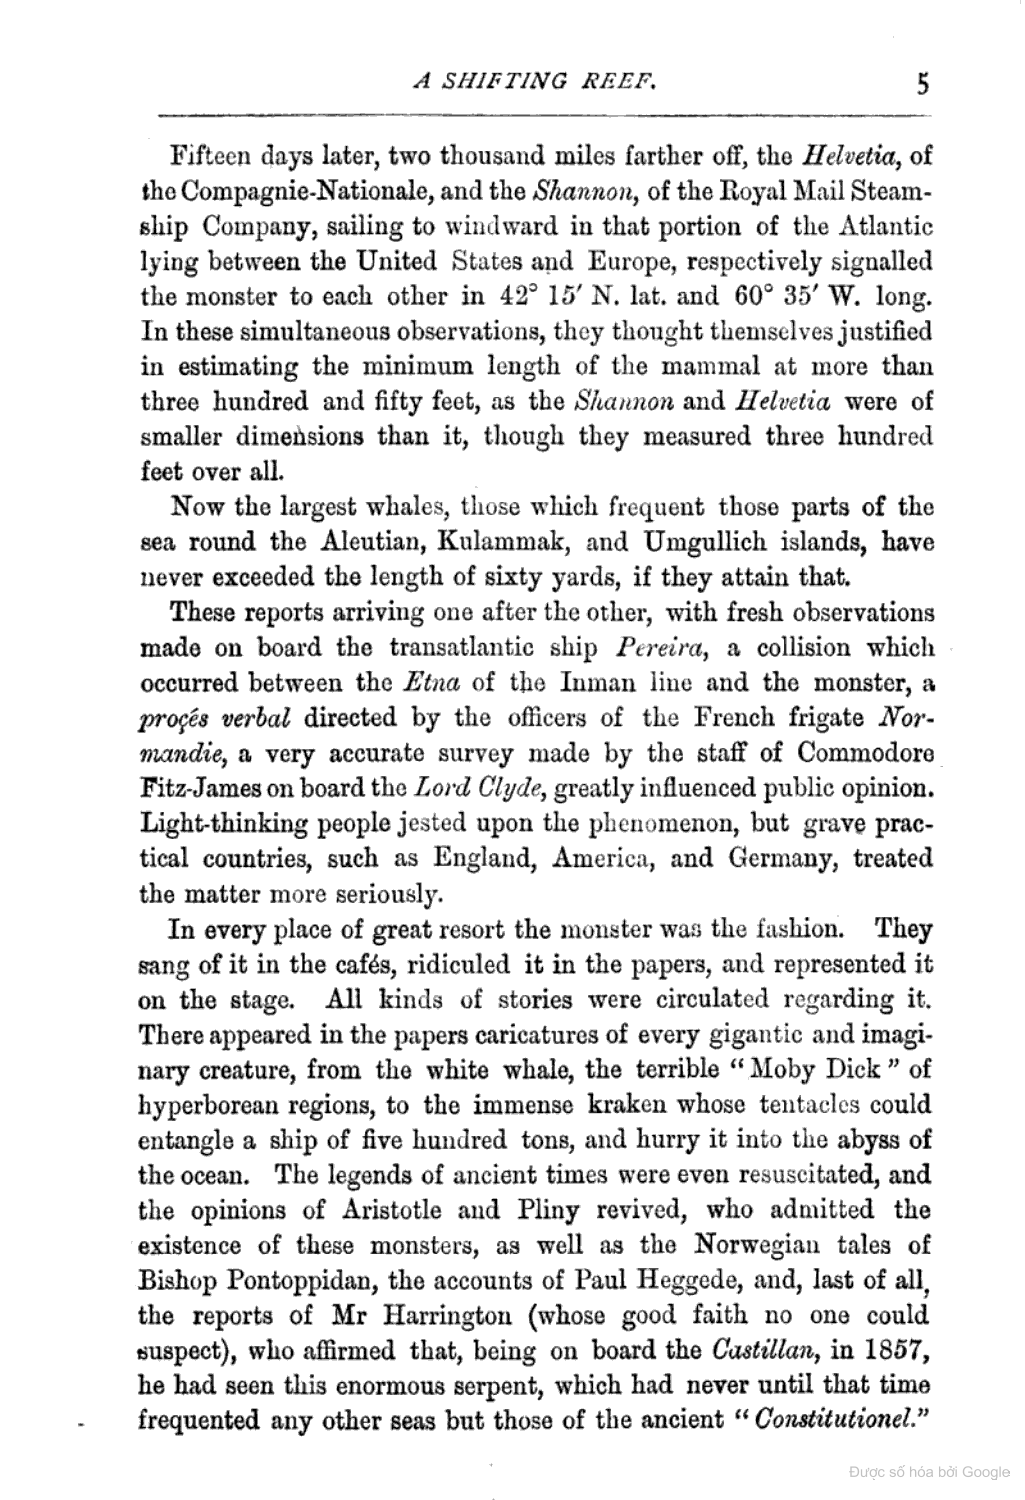 A SHIFTING REEF. 5
Fifteen days later, two thousand miles farther off, the Helvetia, of
the Compagnie-Nationale, and the Shannon, of the Royal Mail Steam-
ship Company, sailing to windward in that portion of the Atlantic
lying between the United States and Europe, respectively signalled
the monster to each other in 42° 15′ N. lat. and 60° 35′ W. long.
In these simultaneous observations, they thought themselves justified
in estimating the minimum length of the mammal at more than
three hundred and fifty feet, as the Shannon and Helvetia were of
smaller dimensions than it, though they measured three hundred
feet over all.
Now the largest whales, those which frequent those parts of the
sea round the Aleutian, Kulammak, and Umgullich islands, have
never exceeded the length of sixty yards, if they attain that.
These reports arriving one after the other, with fresh observations
made on board the transatlantic ship Pereira, a collision which
occurred between the Etna of the Inman line and the monster, a
proçés verbal directed by the officers of the French frigate Nor-
mandie, a very accurate survey made by the staff of Commodore
Fitz-James on board the Lord Clyde, greatly influenced public opinion.
Light-thinking people jested upon the phenomenon, but grave prac-
tical countries, such as England, America, and Germany, treated
the matter more seriously.
In every place of great resort the monster was the fashion. They
sang of it in the cafés, ridiculed it in the papers, and represented it
on the stage. All kinds of stories were circulated regarding it.
There appeared in the papers caricatures of every gigantic and imagi-
nary creature, from the white whale, the terrible “Moby Dick” of
hyperborean regions, to the immense kraken whose tentacles could
entangle a ship of five hundred tons, and hurry it into the abyss of
the ocean. The legends of ancient times were even resuscitated, and
the opinions of Aristotle and Pliny revived, who admitted the
existence of these monsters, as well as the Norwegian tales of
Bishop Pontoppidan, the accounts of Paul Heggede, and, last of all,
the reports of Mr Harrington (whose good faith no one could
suspect), who affirmed that, being on board the Castillan, in 1857,
he had seen this enormous serpent, which had never until that time
frequented any other seas but those of the ancient “Constitutionel.”
Được số hóa bởi Google